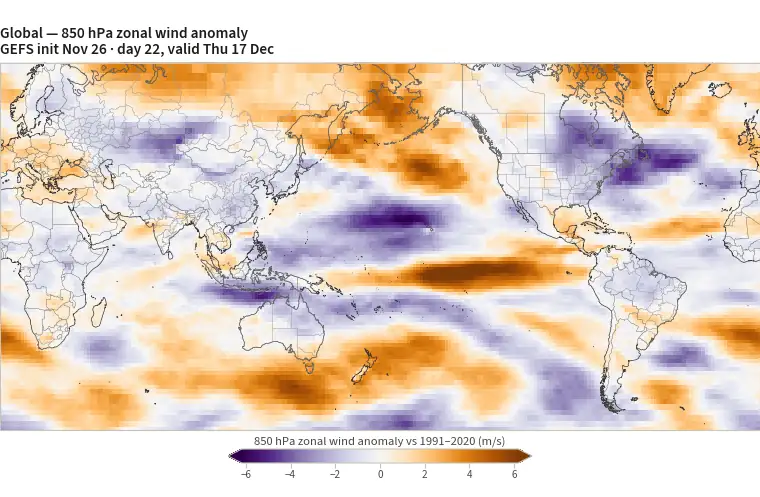 Global — 850 hPa zonal wind anomaly
GEFS init Nov 26 · day 22, valid Thu 17 Dec
850 hPa zonal wind anomaly vs 1991–2020 (m/s)
−6 −4 −2 0 2 4 6